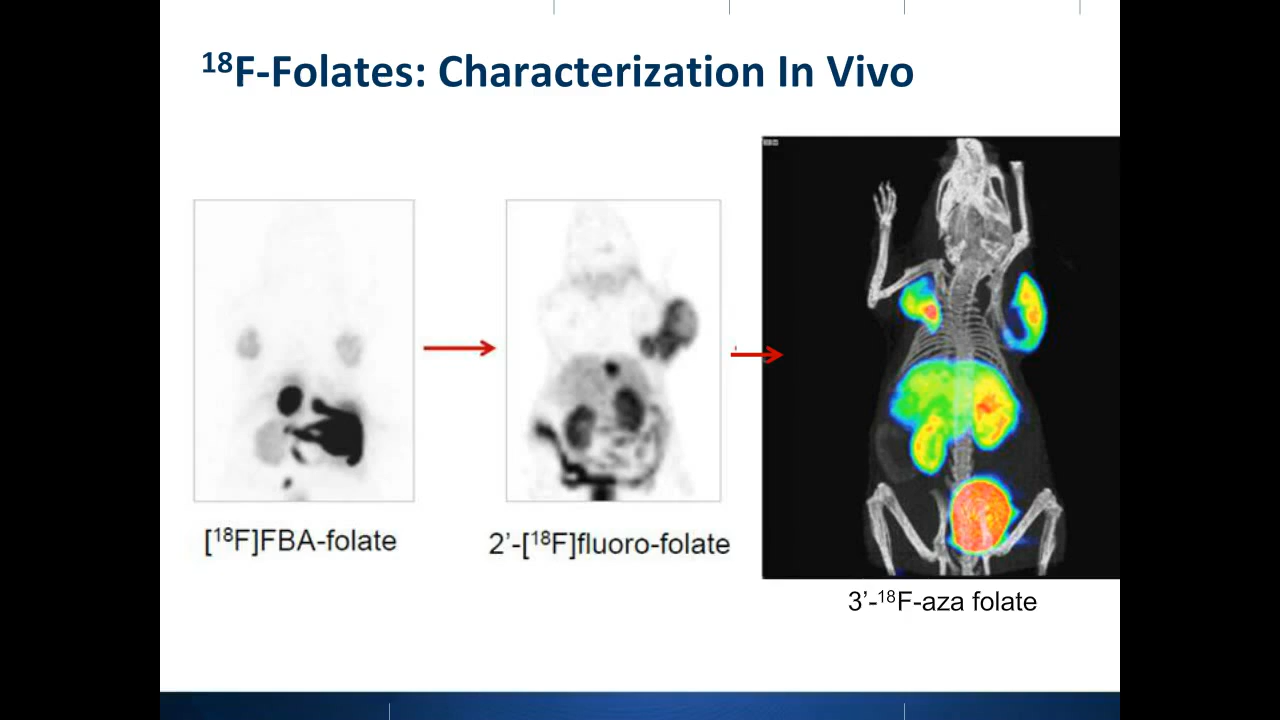 ¹⁸F-Folates: Characterization In Vivo
[¹⁸F]FBA-folate
2’-[¹⁸F]fluoro-folate
3’-¹⁸F-aza folate